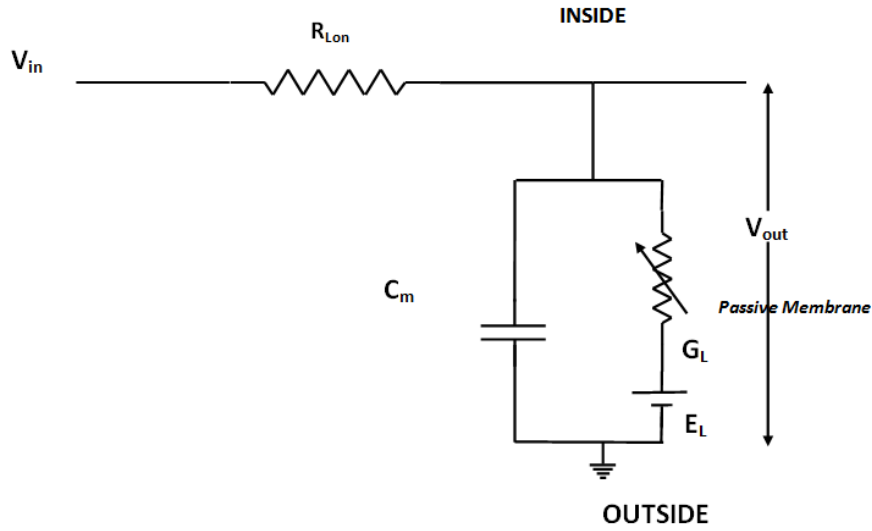 INSIDE
R_Lon
V_in
V_out
C_m
Passive Membrane
G_L
E_L
OUTSIDE